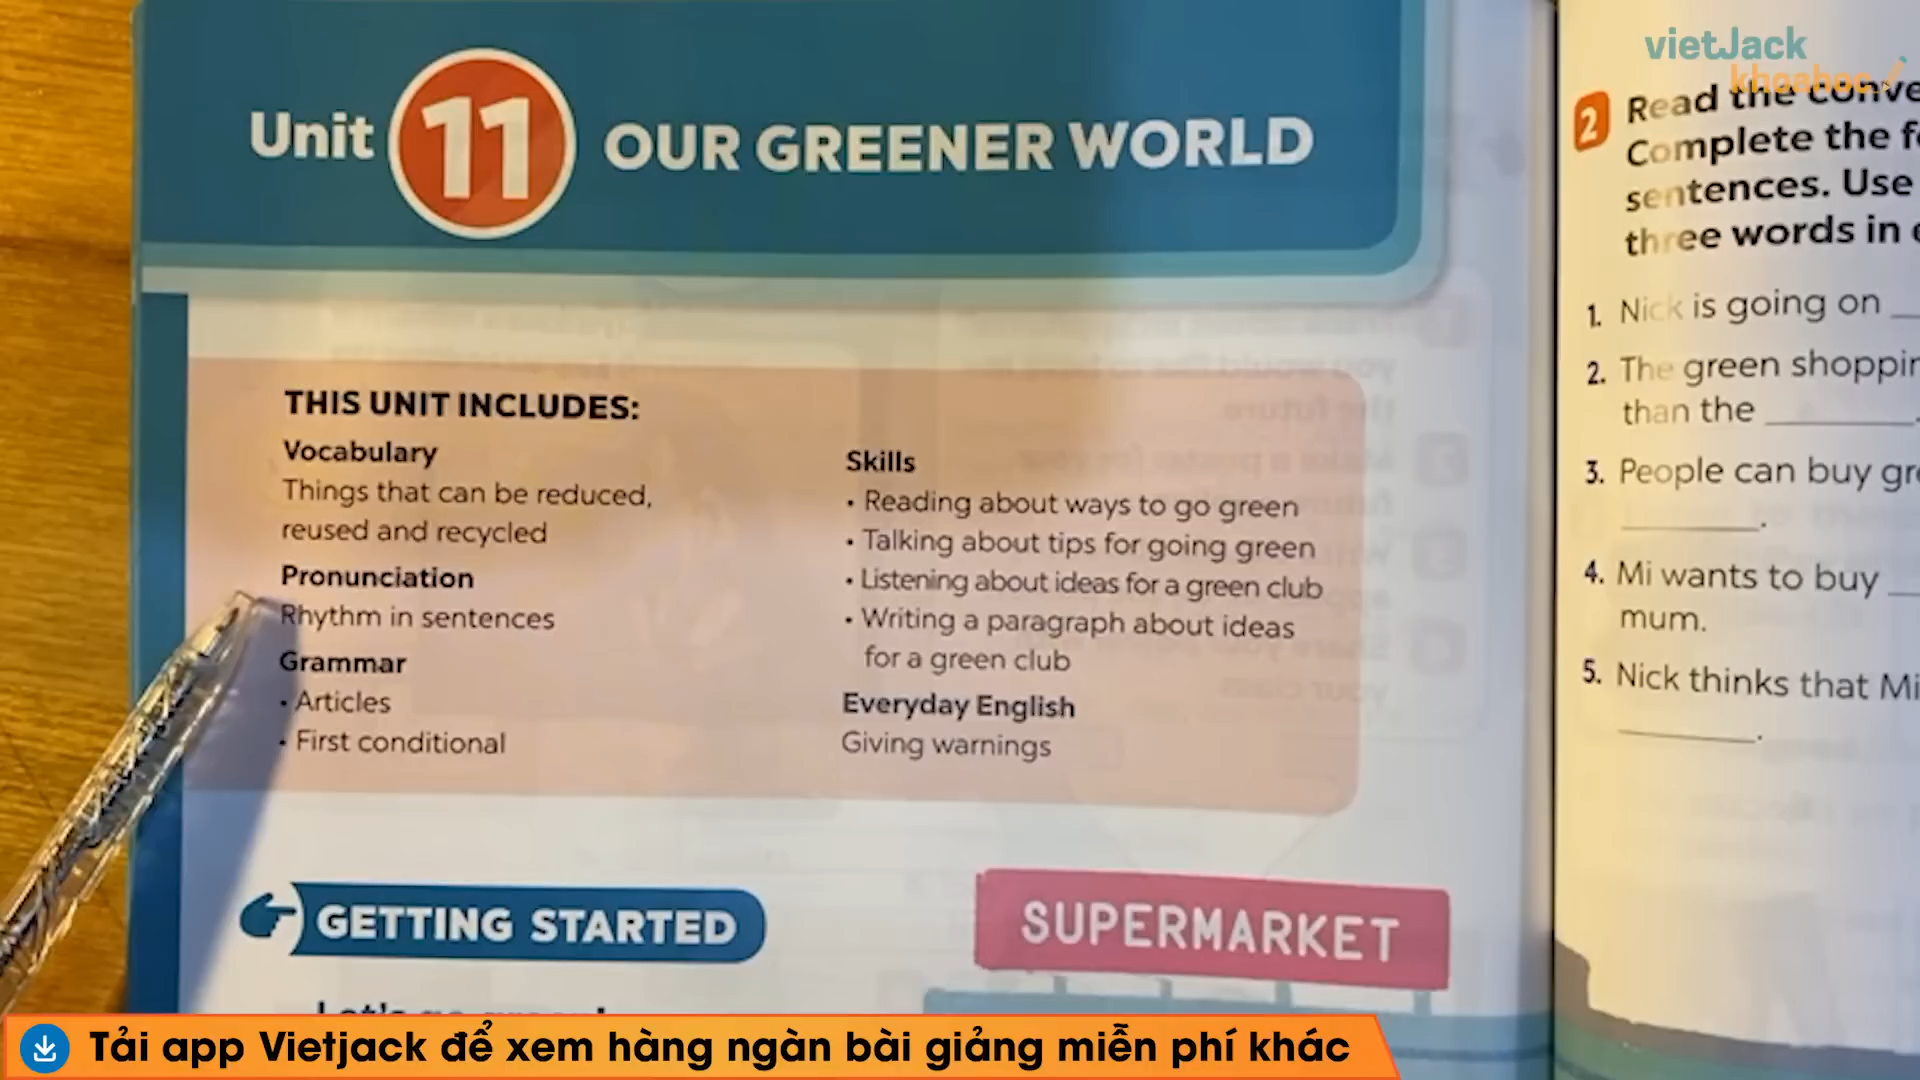 Unit 11 OUR GREENER WORLD
THIS UNIT INCLUDES:
Vocabulary
Things that can be reduced,
reused and recycled
Pronunciation
Rhythm in sentences
Grammar
• Articles
• First conditional
Skills
• Reading about ways to go green
• Talking about tips for going green
• Listening about ideas for a green club
• Writing a paragraph about ideas
for a green club
Everyday English
Giving warnings
GETTING STARTED
SUPERMARKET
vietJack
khoahoc
2 Read the
Complete the
sentences. Use
three words in
1. Nick is going on
2. The green
than the
3. People can buy
4. Mi wants to buy
mum.
5. Nick thinks that Mi
Tải app Vietjack để xem hàng ngàn bài giảng miễn phí khác